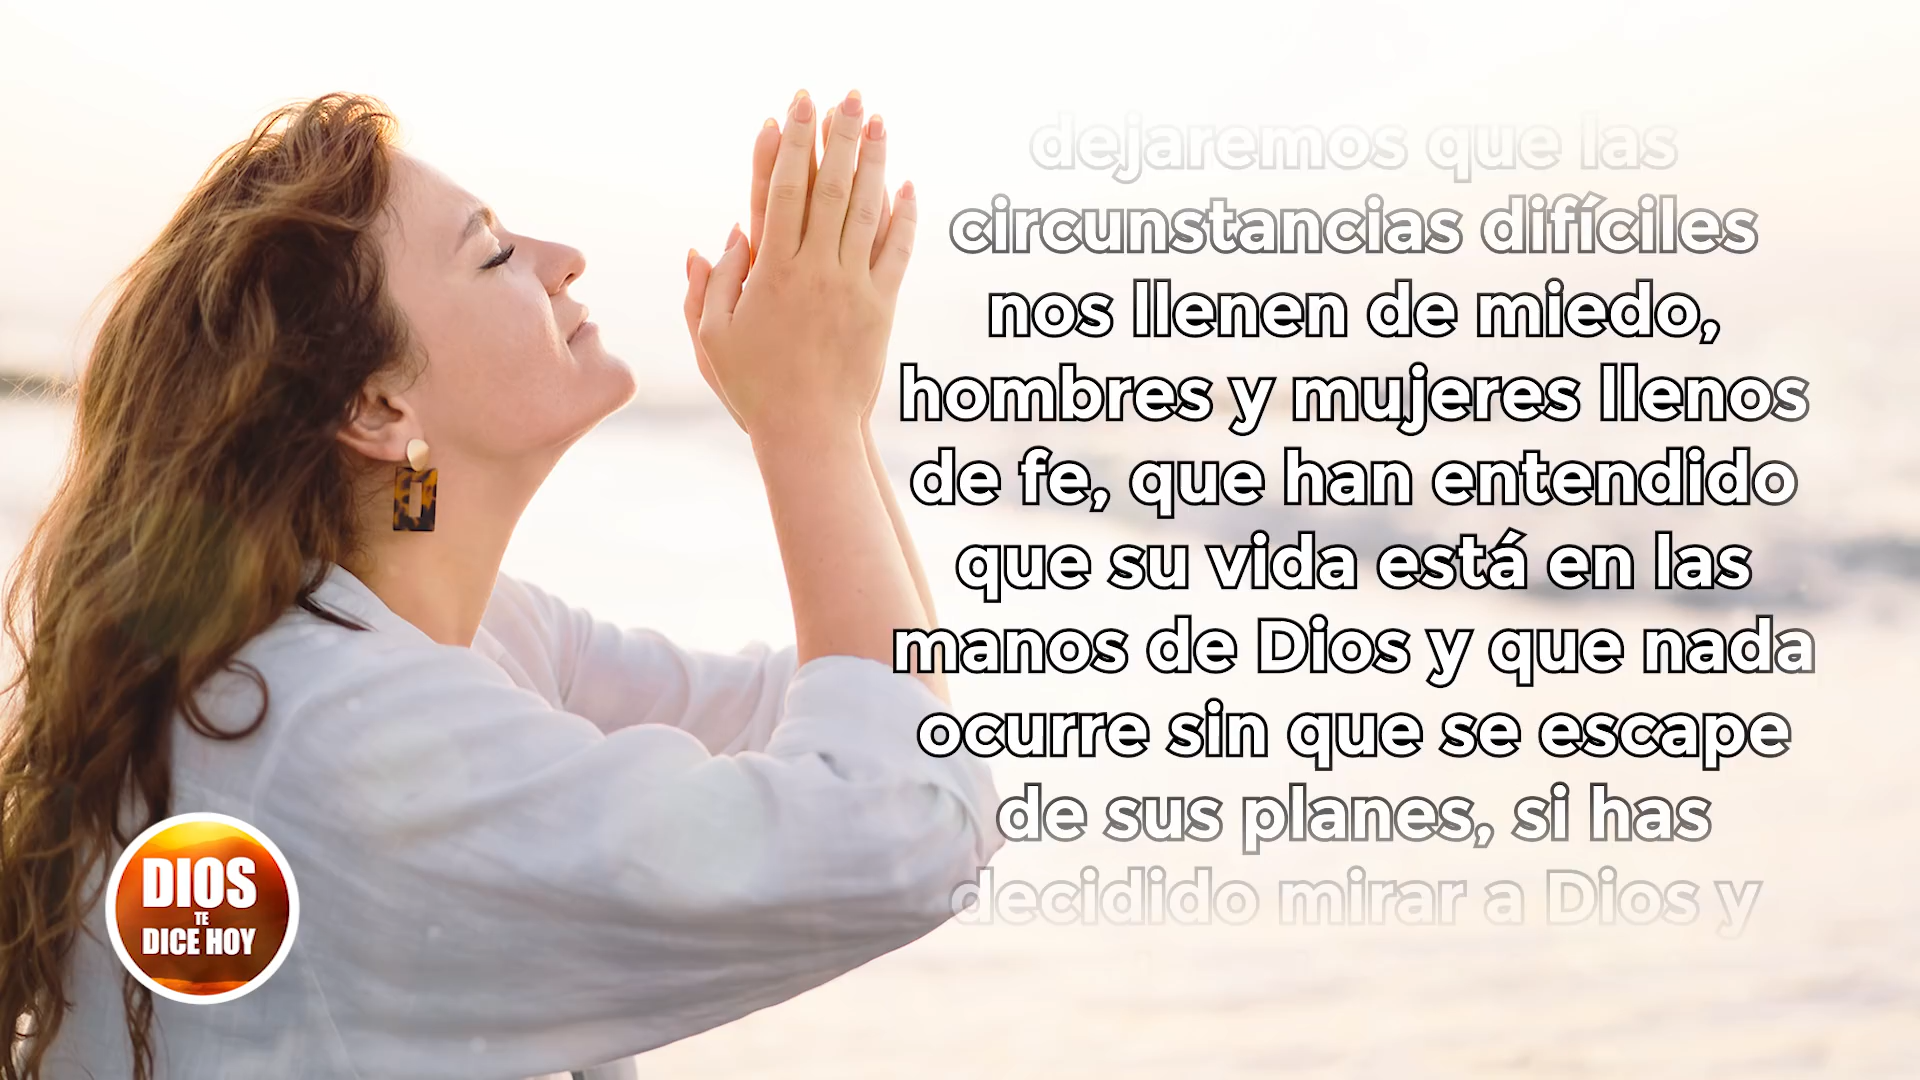 dejaremos que las
circunstancias difíciles
nos llenen de miedo,
hombres y mujeres llenos
de fe, que han entendido
que su vida está en las
manos de Dios y que nada
ocurre sin que se escape
de sus planes, si has
decidido mirar a Dios y
DIOS
TE
DICE HOY